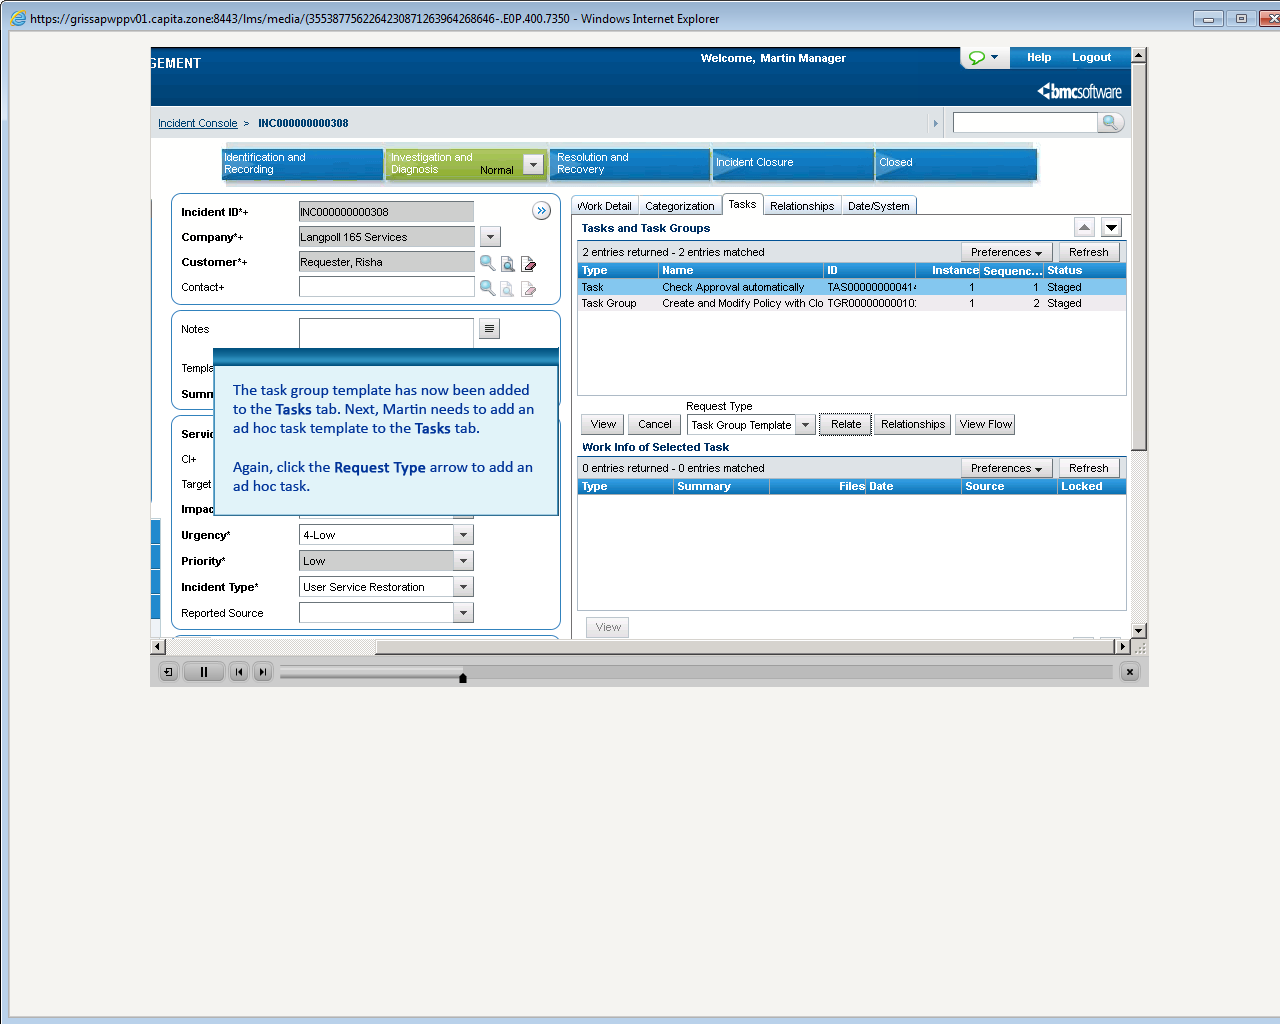 https://grissapwppv01.capita.zone:8443/lms/media/(3553877562264230871263964268646-.E0P.400.7350 - Windows Internet Explorer
GEMENT
Welcome, Martin Manager
Help
Logout
bmcsoftware
Incident Console > INC000000000308
Identification and
Recording
Investigation and
Diagnosis
Normal
Resolution and
Recovery
Incident Closure
Closed
Incident ID*+
INC000000000308
Company*+
Langpoll 165 Services
Customer*+
Requester, Risha
Contact+
Notes
Templa
Summ
Servic
CI+
Target
Impac
Urgency*
4-Low
Priority*
Low
Incident Type*
User Service Restoration
Reported Source
The task group template has now been added
to the Tasks tab. Next, Martin needs to add an
ad hoc task template to the Tasks tab.
Again, click the Request Type arrow to add an
ad hoc task.
Work Detail
Categorization
Tasks
Relationships
Date/System
Tasks and Task Groups
2 entries returned - 2 entries matched
Preferences
Refresh
Type Name ID Instance Sequenc... Status
Task Check Approval automatically TAS00000000041 1 1 Staged
Task Group Create and Modify Policy with Clo TGR0000000010 1 2 Staged
Request Type
View
Cancel
Task Group Template
Relate
Relationships
View Flow
Work Info of Selected Task
0 entries returned - 0 entries matched
Preferences
Refresh
Type Summary Files Date Source Locked
View